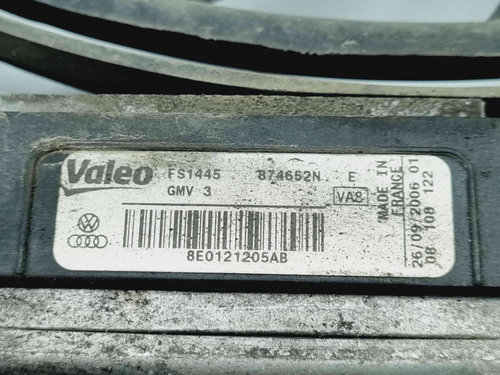 Valeo FS1445 874652N E
GMV 3 VA8
8E0121205AB
MADE IN
FRANCE
26/09/2006 01
08 108 122